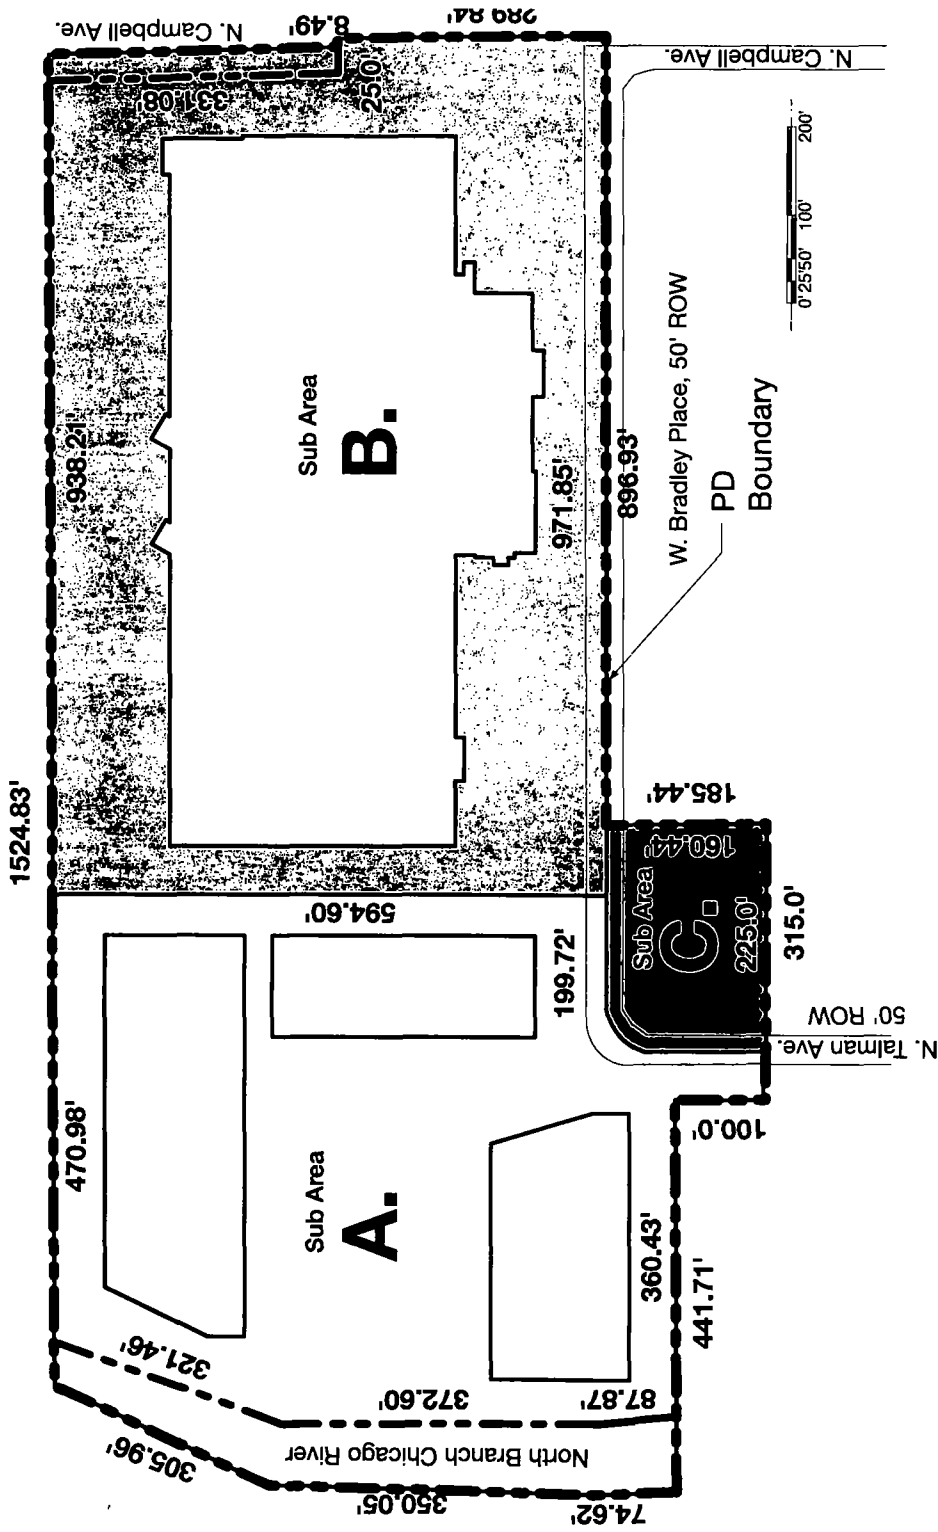 N. Campbell Ave.
8.49'
289.84'
331.08'
25.0
N. Campbell Ave.
0' 25' 50' 100' 200'
1524.83'
938.21'
Sub Area
B.
971.85'
896.93'
W. Bradley Place, 50' ROW
PD
Boundary
594.60'
199.72'
185.44'
160.44'
Sub Area
C.
225.0'
315.0'
50' ROW
N. Talman Ave.
100.0'
470.98'
Sub Area
A.
360.43'
441.71'
321.46'
372.60'
87.87'
North Branch Chicago River
305.96'
350.05'
74.62'